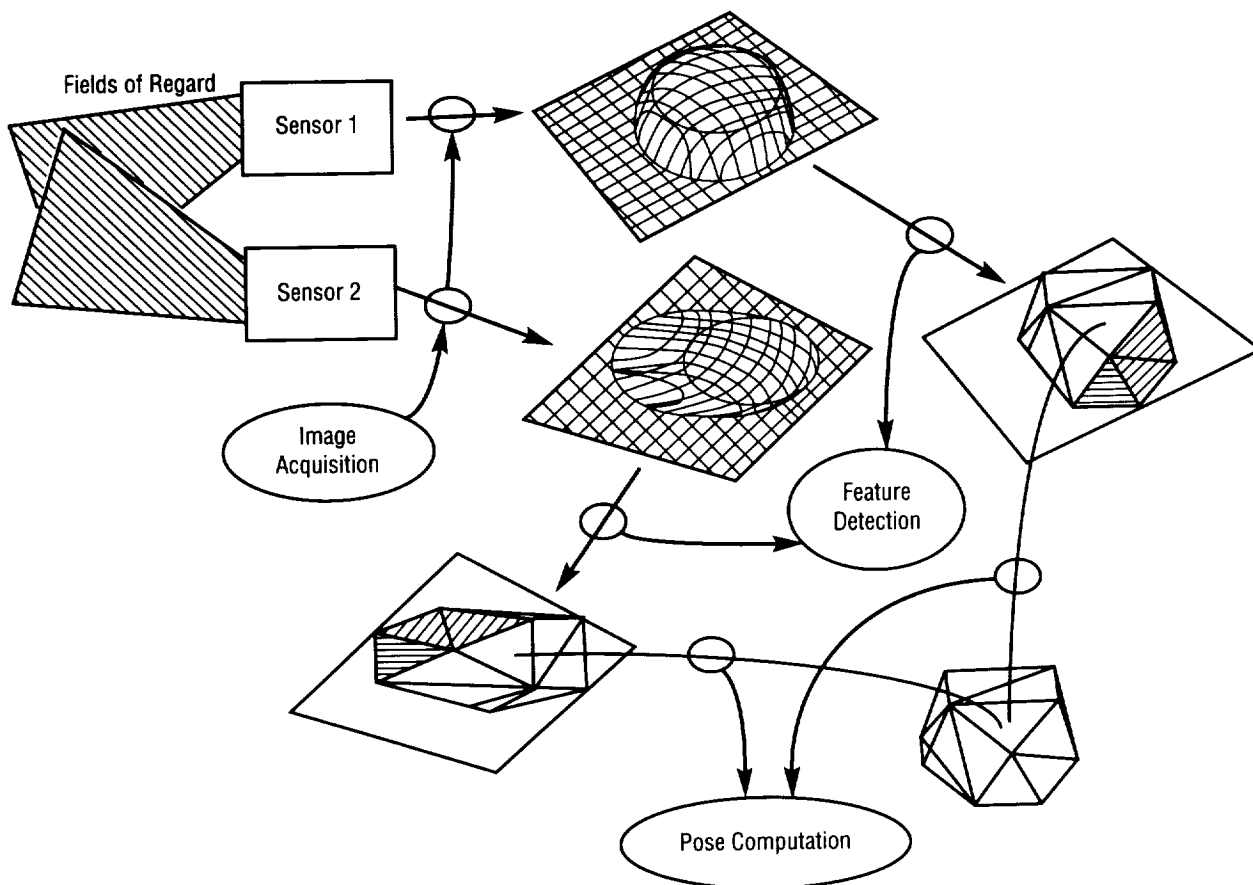 Fields of Regard
Sensor 1
Sensor 2
Image
Acquisition
Feature
Detection
Pose Computation